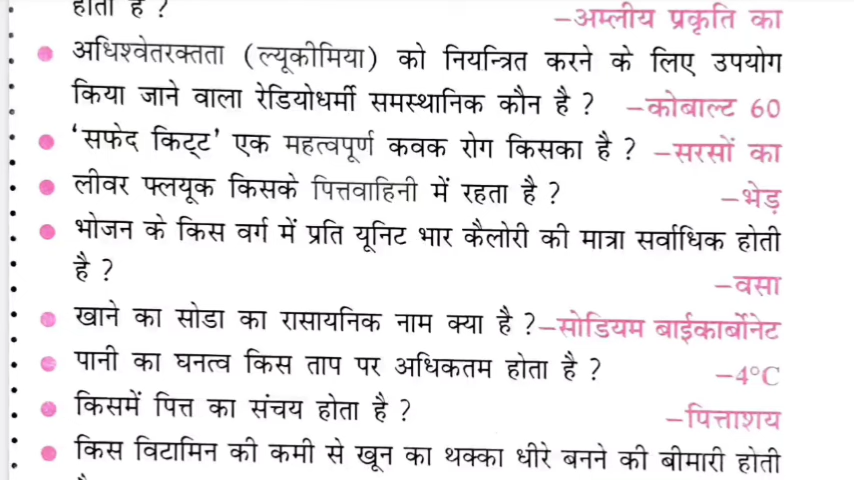 होता है ?
–अम्लीय प्रकृति का
अधिश्वेतरक्तता (ल्यूकीमिया) को नियन्त्रित करने के लिए उपयोग
किया जाने वाला रेडियोधर्मी समस्थानिक कौन है ? –कोबाल्ट 60
‘सफेद किट्ट’ एक महत्वपूर्ण कवक रोग किसका है ? –सरसों का
लीवर फ्लयूक किसके पित्तवाहिनी में रहता है ? –भेड़
भोजन के किस वर्ग में प्रति यूनिट भार कैलोरी की मात्रा सर्वाधिक होती
है ?
–वसा
खाने का सोडा का रासायनिक नाम क्या है ?–सोडियम बाईकार्बोनेट
पानी का घनत्व किस ताप पर अधिकतम होता है ? –4°C
किसमें पित्त का संचय होता है ? –पित्ताशय
किस विटामिन की कमी से खून का थक्का धीरे बनने की बीमारी होती